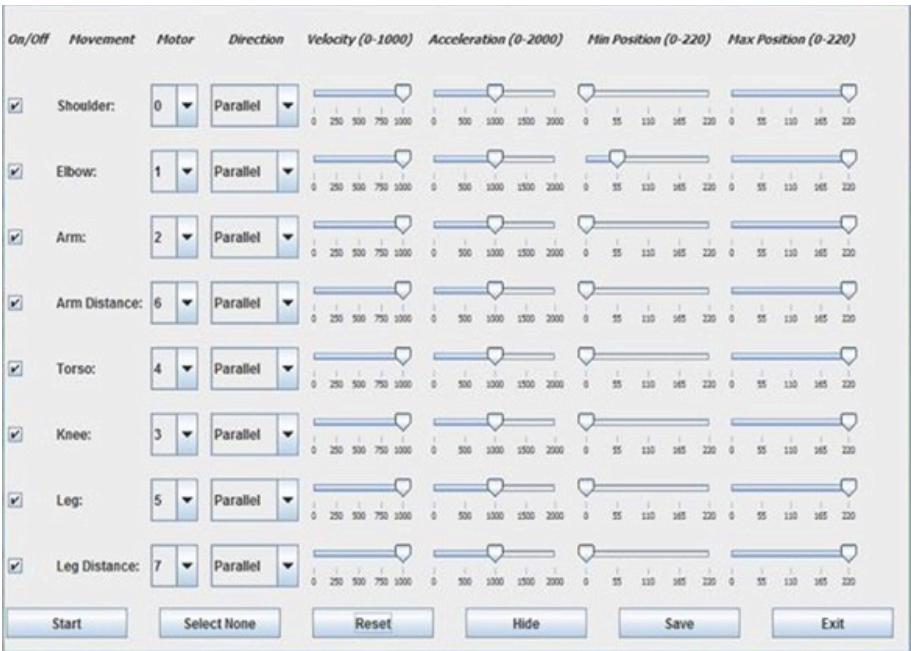 On/Off Movement Motor Direction Velocity (0-1000) Acceleration (0-2000) Min Position (0-220) Max Position (0-220)
Shoulder: 0 Parallel
0 250 500 750 1000 0 500 1000 1500 2000 0 55 110 165 220 0 55 110 165 220
Elbow: 1 Parallel
0 250 500 750 1000 0 500 1000 1500 2000 0 55 110 165 220 0 55 110 165 220
Arm: 2 Parallel
0 250 500 750 1000 0 500 1000 1500 2000 0 55 110 165 220 0 55 110 165 220
Arm Distance: 6 Parallel
0 250 500 750 1000 0 500 1000 1500 2000 0 55 110 165 220 0 55 110 165 220
Torso: 4 Parallel
0 250 500 750 1000 0 500 1000 1500 2000 0 55 110 165 220 0 55 110 165 220
Knee: 3 Parallel
0 250 500 750 1000 0 500 1000 1500 2000 0 55 110 165 220 0 55 110 165 220
Leg: 5 Parallel
0 250 500 750 1000 0 500 1000 1500 2000 0 55 110 165 220 0 55 110 165 220
Leg Distance: 7 Parallel
0 250 500 750 1000 0 500 1000 1500 2000 0 55 110 165 220 0 55 110 165 220
Start Select None Reset Hide Save Exit